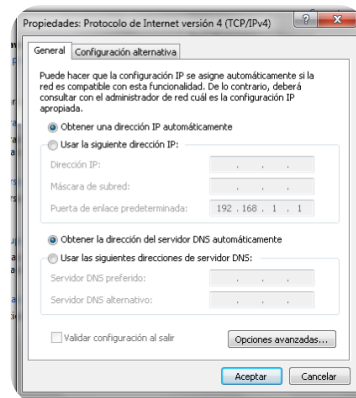 Propiedades: Protocolo de Internet versión 4 (TCP/IPv4)
General
Configuración alternativa
Puede hacer que la configuración IP se asigne automáticamente si la
red es compatible con esta funcionalidad. De lo contrario, deberá
consultar con el administrador de red cuál es la configuración IP
apropiada.
Obtener una dirección IP automáticamente
Usar la siguiente dirección IP:
Dirección IP:
Máscara de subred:
Puerta de enlace predeterminada: 192 . 168 . 1 . 1
Obtener la dirección del servidor DNS automáticamente
Usar las siguientes direcciones de servidor DNS:
Servidor DNS preferido:
Servidor DNS alternativo:
Validar configuración al salir
Opciones avanzadas...
Aceptar
Cancelar